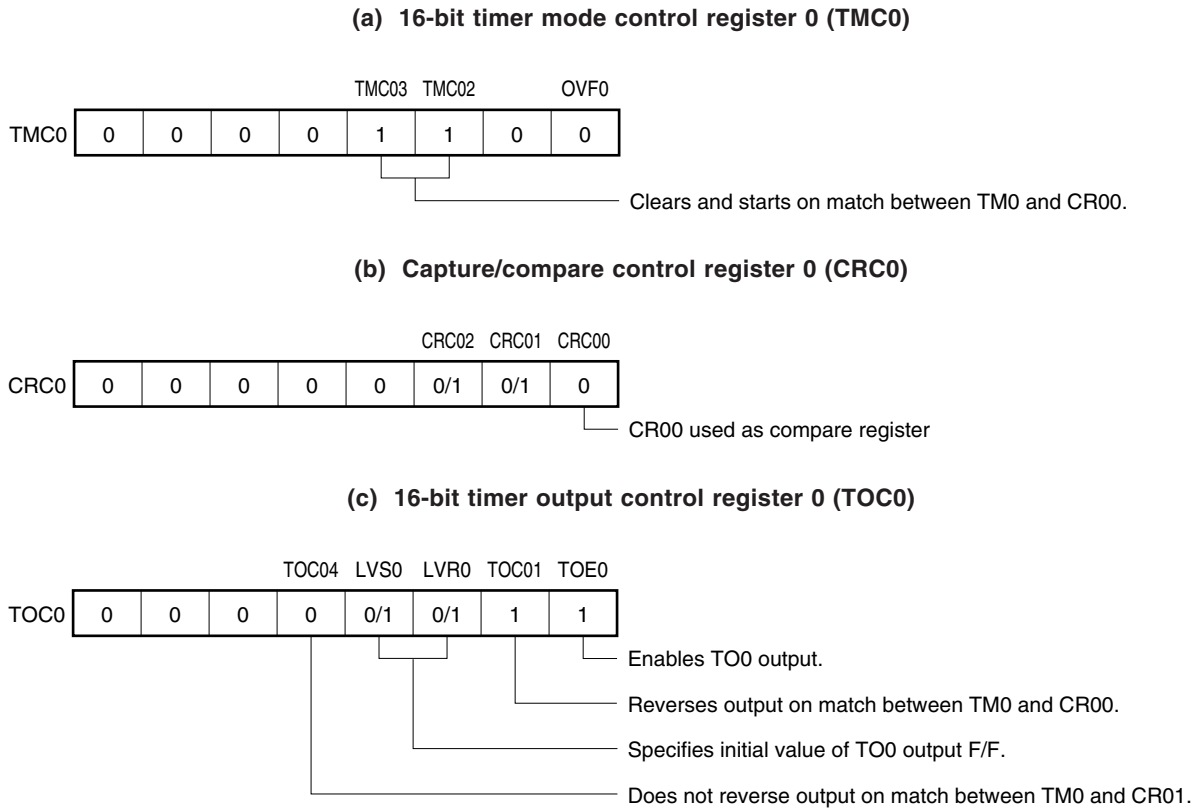 (a) 16-bit timer mode control register 0 (TMC0)
TMC03 TMC02 OVF0
TMC0 0 0 0 0 1 1 0 0
Clears and starts on match between TM0 and CR00.
(b) Capture/compare control register 0 (CRC0)
CRC02 CRC01 CRC00
CRC0 0 0 0 0 0 0/1 0/1 0
CR00 used as compare register
(c) 16-bit timer output control register 0 (TOC0)
TOC04 LVS0 LVR0 TOC01 TOE0
TOC0 0 0 0 0 0/1 0/1 1 1
Enables TO0 output.
Reverses output on match between TM0 and CR00.
Specifies initial value of TO0 output F/F.
Does not reverse output on match between TM0 and CR01.